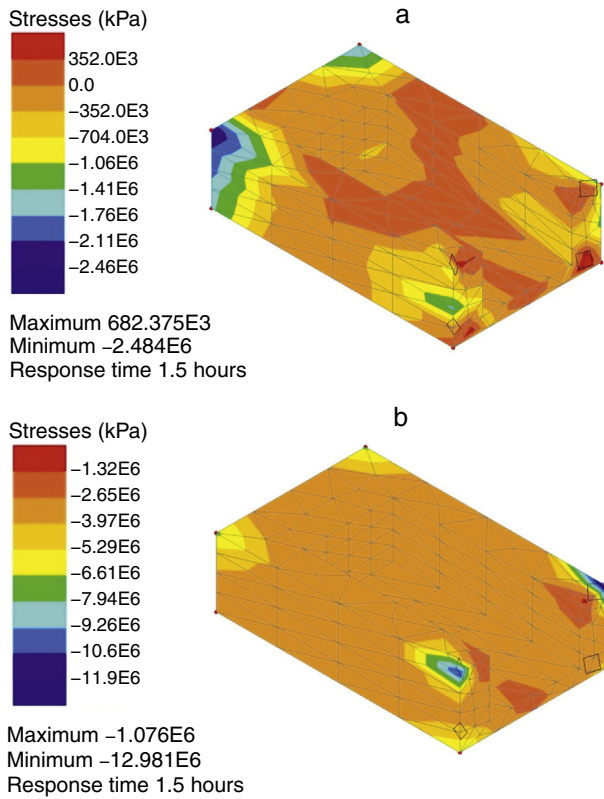 Stresses (kPa)
a
352.0E3
0.0
−352.0E3
−704.0E3
−1.06E6
−1.41E6
−1.76E6
−2.11E6
−2.46E6
Maximum 682.375E3
Minimum −2.484E6
Response time 1.5 hours
Stresses (kPa)
b
−1.32E6
−2.65E6
−3.97E6
−5.29E6
−6.61E6
−7.94E6
−9.26E6
−10.6E6
−11.9E6
Maximum −1.076E6
Minimum −12.981E6
Response time 1.5 hours